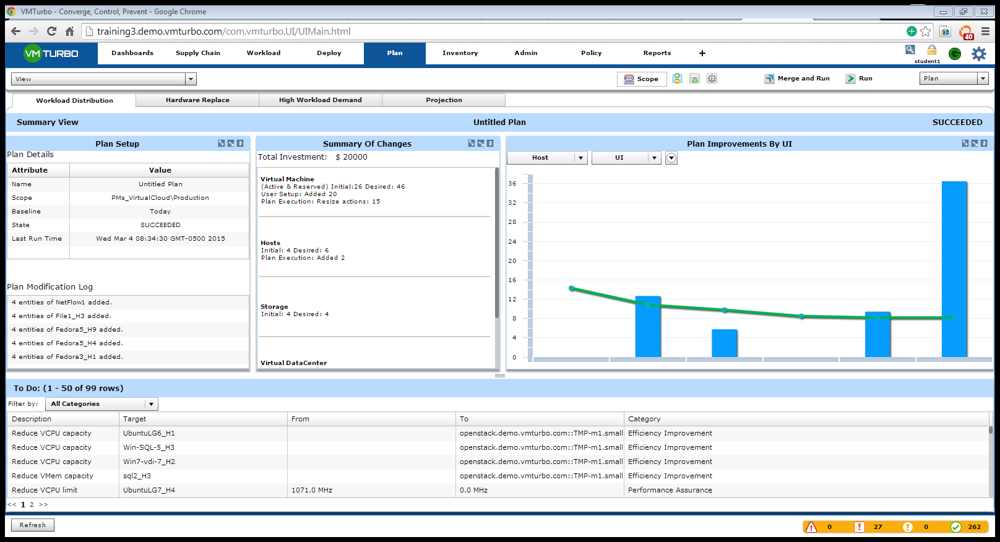 VMTurbo - Converge, Control, Prevent - Google Chrome
training3.demo.vmturbo.com/com.vmturbo.UI/UIMain.html
40
VM TURBO
Dashboards Supply Chain Workload Deploy Plan Inventory Admin Policy Reports +
student1
View
Scope
Merge and Run
Run
Plan
Workload Distribution Hardware Replace High Workload Demand Projection
Summary View Untitled Plan SUCCEEDED
Plan Setup
Plan Details
Attribute Value
Name Untitled Plan
Scope PMs_VirtualCloud\Production
Baseline Today
State SUCCEEDED
Last Run Time Wed Mar 4 08:34:30 GMT-0500 2015
Plan Modification Log
4 entities of NetFlow1 added.
4 entities of File1_H3 added.
4 entities of Fedora5_H9 added.
4 entities of Fedora5_H4 added.
4 entities of Fedora3_H1 added.
Summary Of Changes
Total Investment: $ 20000
Virtual Machine
(Active & Reserved) Initial:26 Desired: 46
User Setup: Added 20
Plan Execution: Resize actions: 15
Hosts
Initial: 4 Desired: 6
Plan Execution: Added 2
Storage
Initial: 4 Desired: 4
Virtual DataCenter
Plan Improvements By UI
Host UI
36
32
28
24
20
16
12
8
4
0
To Do: (1 - 50 of 99 rows)
Filter by: All Categories
Description Target From To Category
Reduce VCPU capacity UbuntuLG6_H1 openstack.demo.vmturbo.com::TMP-m1.small Efficiency Improvement
Reduce VCPU capacity Win-SQL-5_H3 openstack.demo.vmturbo.com::TMP-m1.small Efficiency Improvement
Reduce VCPU capacity Win7-vdi-7_H2 openstack.demo.vmturbo.com::TMP-m1.small Efficiency Improvement
Reduce VMem capacity sql2_H3 openstack.demo.vmturbo.com::TMP-m1.small Efficiency Improvement
Reduce VCPU limit UbuntuLG7_H4 1071.0 MHz 0.0 MHz Performance Assurance
<< 1 2 >>
Refresh
0 27 0 262